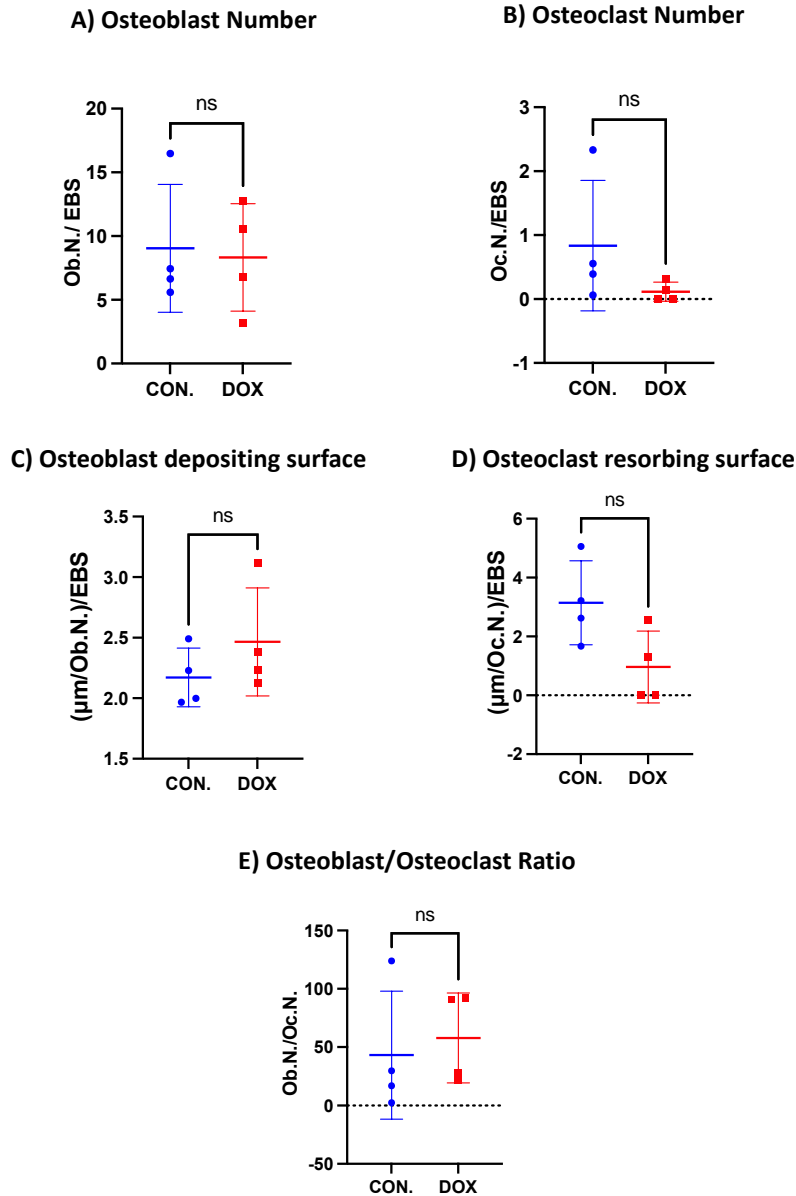 A) Osteoblast Number
B) Osteoclast Number
ns
20
15
10
5
0
Ob.N./ EBS
CON.
DOX
ns
3
2
1
0
-1
Oc.N./EBS
CON.
DOX
C) Osteoblast depositing surface
D) Osteoclast resorbing surface
ns
3.5
3.0
2.5
2.0
1.5
(μm/Ob.N.)/EBS
CON.
DOX
ns
6
4
2
0
-2
(μm/Oc.N.)/EBS
CON.
DOX
E) Osteoblast/Osteoclast Ratio
ns
150
100
50
0
-50
Ob.N./Oc.N.
CON.
DOX